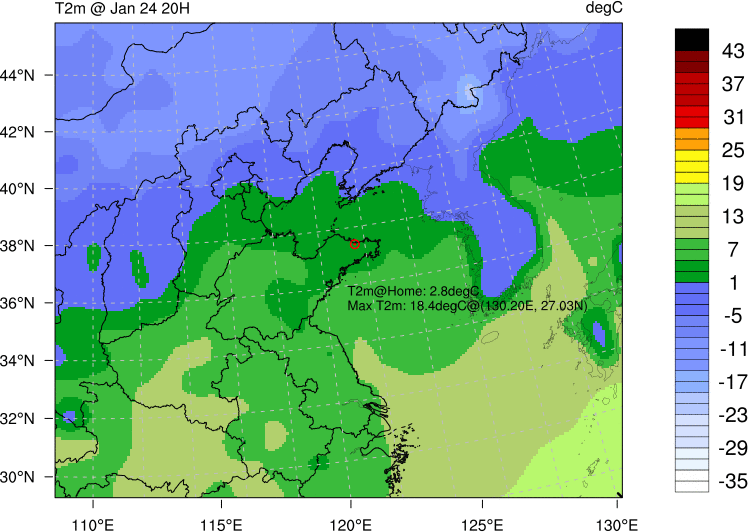 T2m @ Jan 24 20H
degC
44°N
42°N
40°N
38°N
36°N
34°N
32°N
30°N
110°E
115°E
120°E
125°E
130°E
T2m@Home: 2.8degC
Max T2m: 18.4degC@(130.20E, 27.03N)
43
37
31
25
19
13
7
1
-5
-11
-17
-23
-29
-35